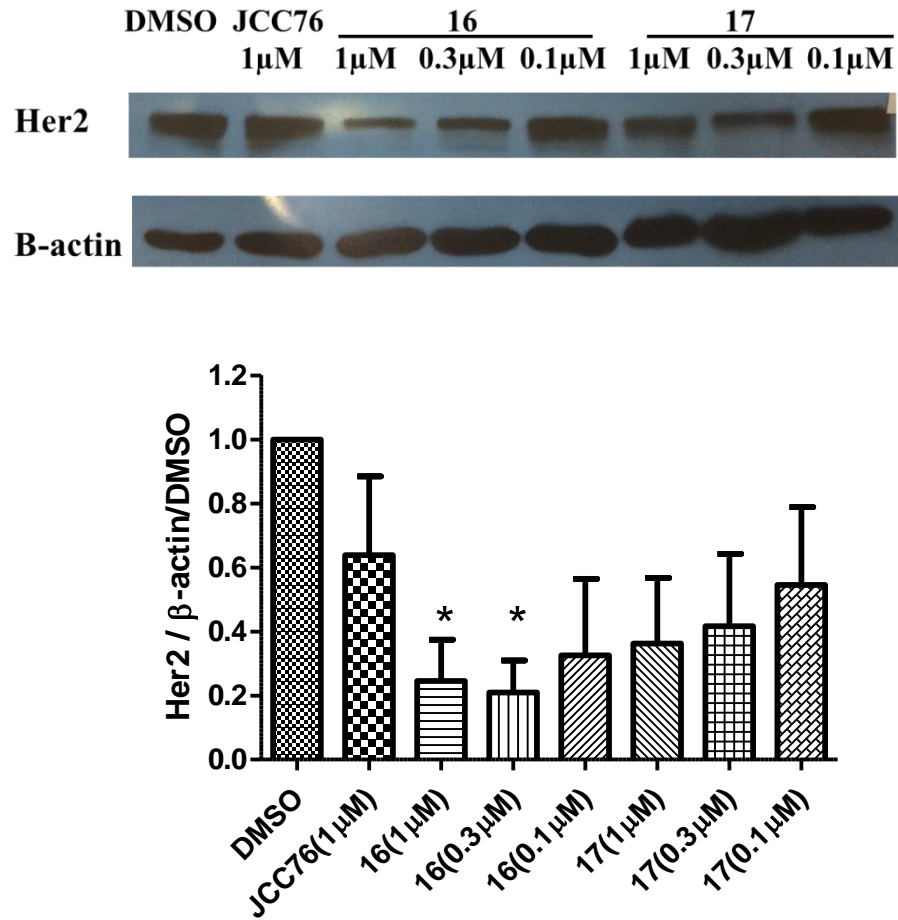 DMSO JCC76 16 17
1μM 1μM 0.3μM 0.1μM 1μM 0.3μM 0.1μM
Her2
B-actin
1.2
1.0
0.8
0.6
0.4
0.2
0.0
Her2 / β-actin/DMSO
* *
DMSO
JCC76(1μM)
16(1μM)
16(0.3μM)
16(0.1μM)
17(1μM)
17(0.3μM)
17(0.1μM)